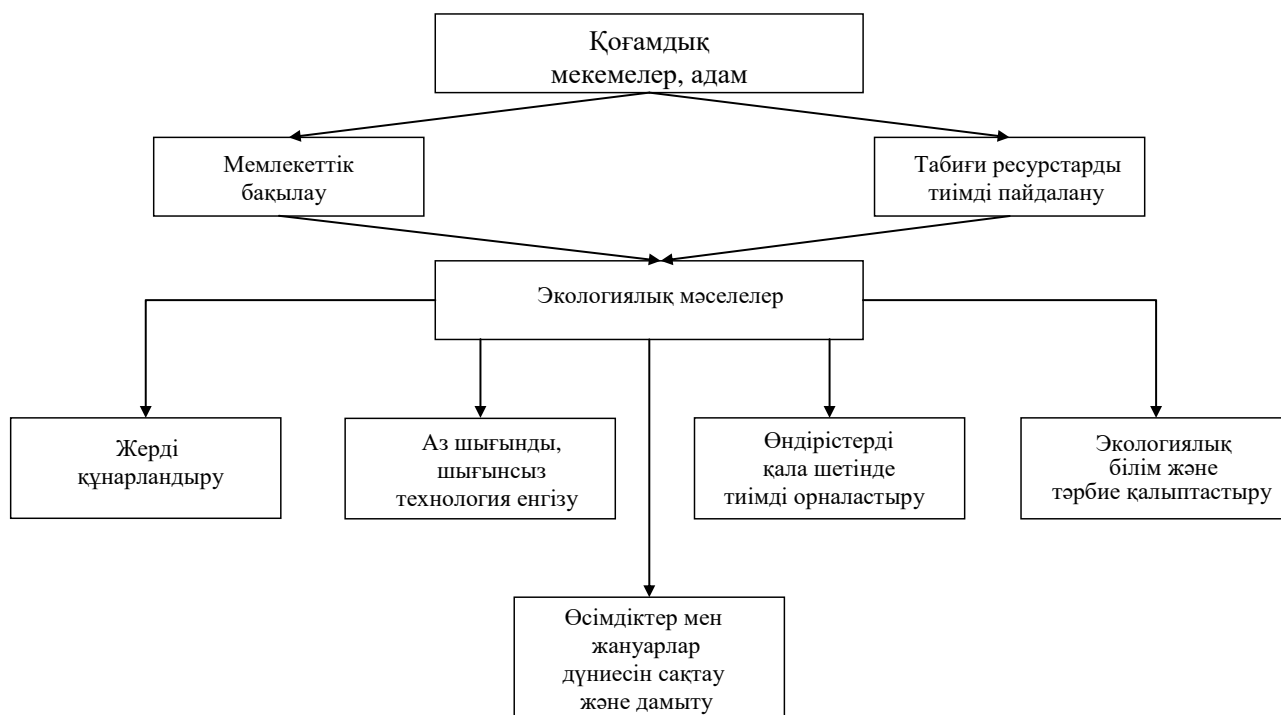 Қоғамдық
мекемелер, адам
Мемлекеттік
бақылау
Табиғи ресурстарды
тиімді пайдалану
Экологиялық мәселелер
Жерді
құнарландыру
Аз шығынды,
шығынсыз
технология енгізу
Өндірістерді
қала шетінде
тиімді орналастыру
Экологиялық
білім және
тәрбие қалыптастыру
Өсімдіктер мен
жануарлар
дүниесін сақтау
және дамыту